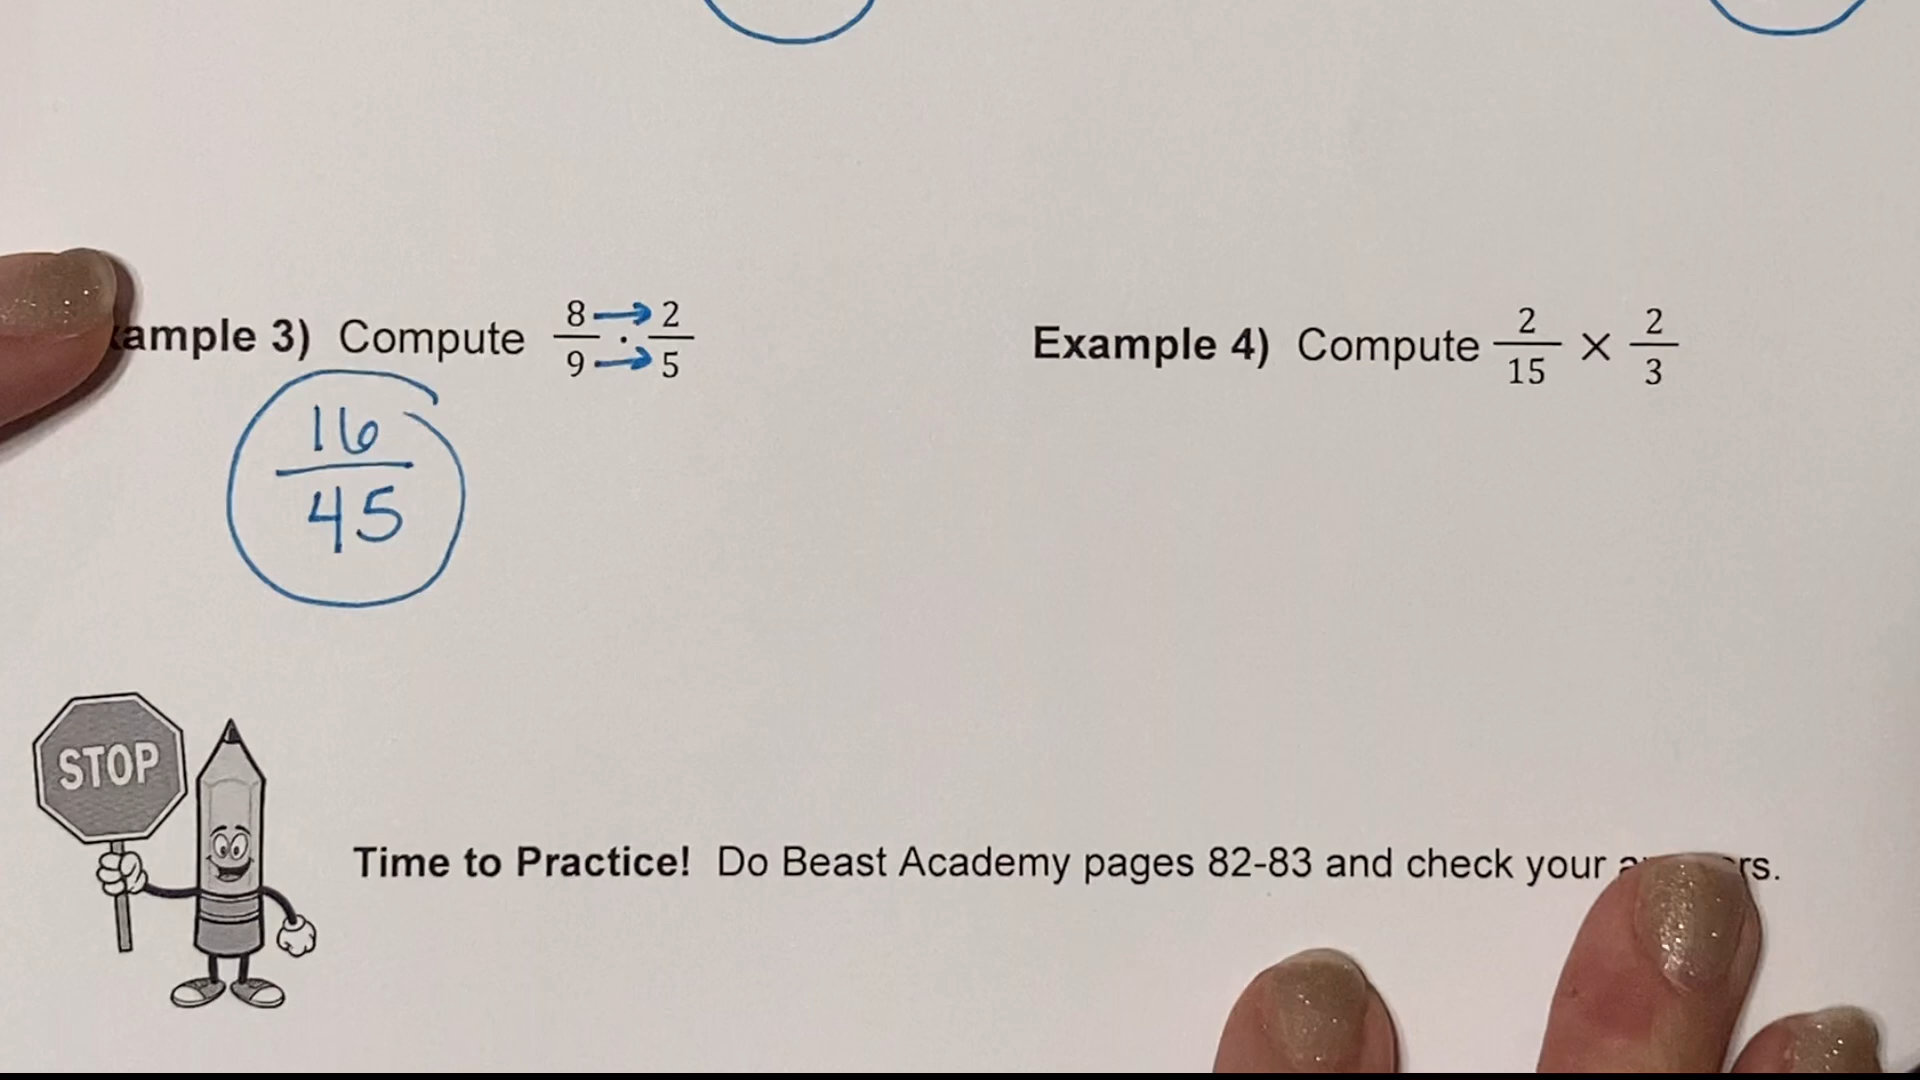 ample 3) Compute 8/9 · 2/5
16/45
Example 4) Compute 2/15 × 2/3
STOP
Time to Practice! Do Beast Academy pages 82-83 and check your